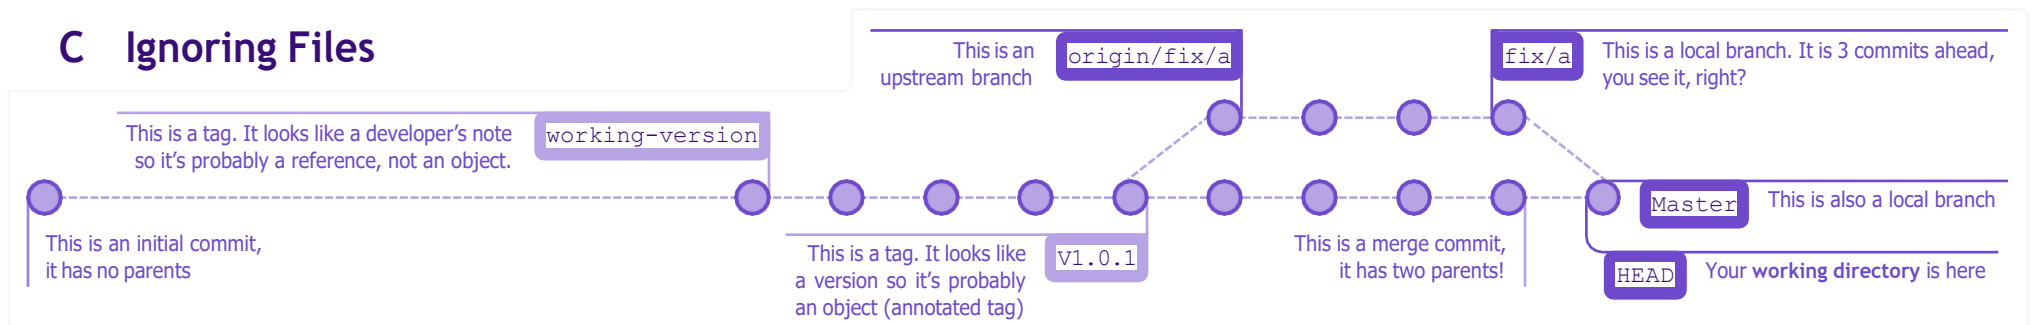 C Ignoring Files
This is an
upstream branch
origin/fix/a
fix/a
This is a local branch. It is 3 commits ahead,
you see it, right?
This is a tag. It looks like a developer’s note
so it’s probably a reference, not an object.
working-version
This is an initial commit,
it has no parents
This is a tag. It looks like
a version so it’s probably
an object (annotated tag)
V1.0.1
This is a merge commit,
it has two parents!
Master
This is also a local branch
HEAD
Your working directory is here